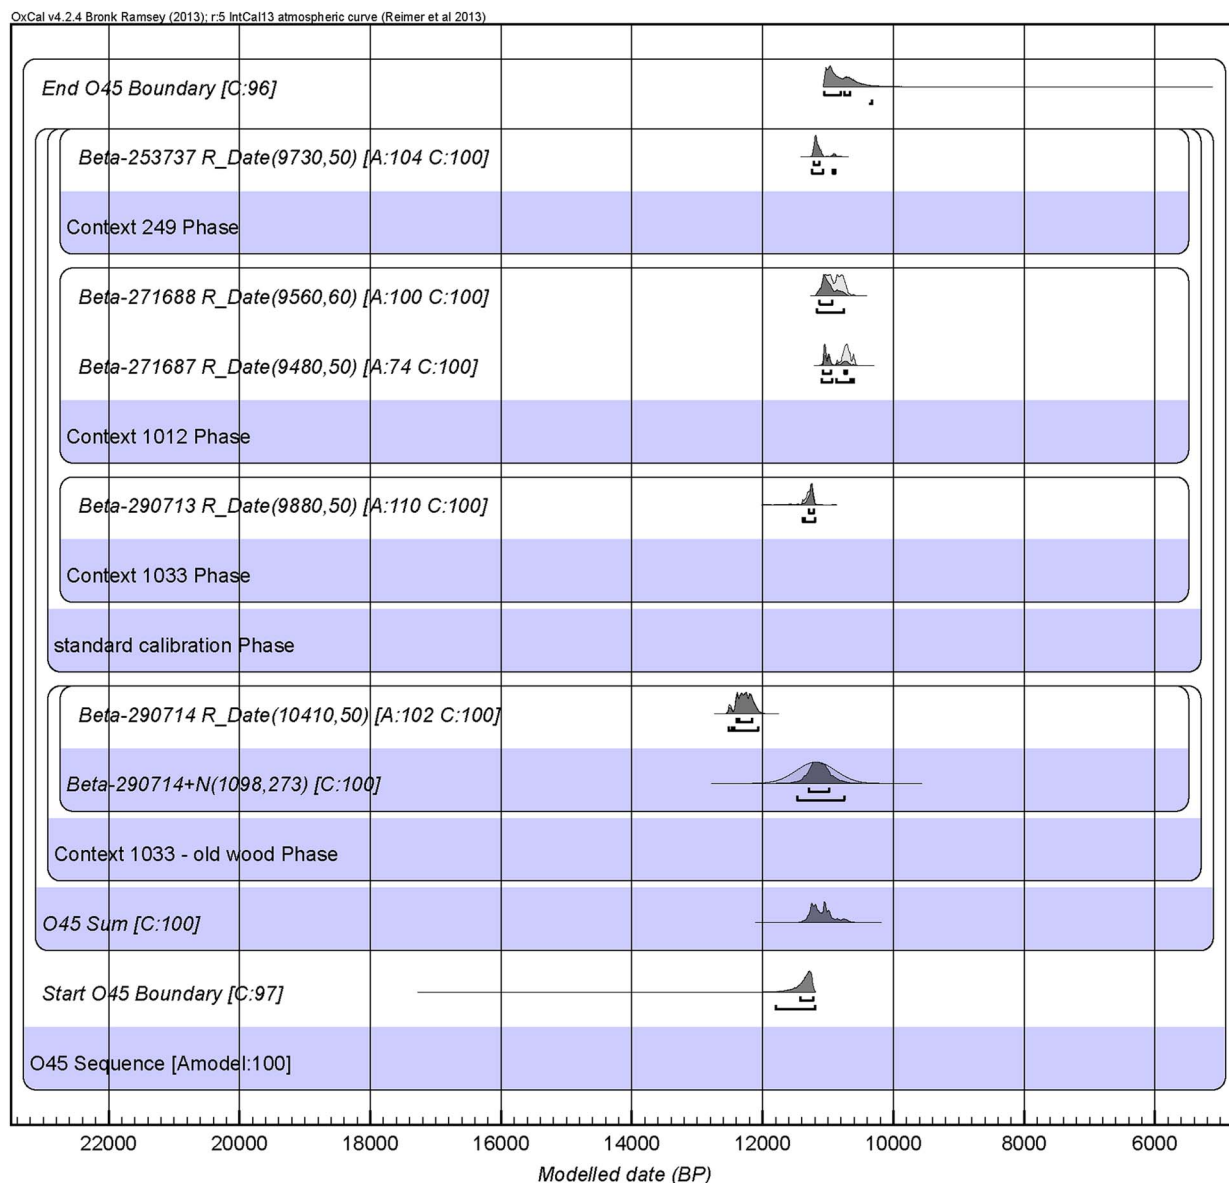 OxCal v4.2.4 Bronk Ramsey (2013); r:5 IntCal13 atmospheric curve (Reimer et al 2013)
End O45 Boundary [C:96]
Beta-253737 R_Date(9730,50) [A:104 C:100]
Context 249 Phase
Beta-271688 R_Date(9560,60) [A:100 C:100]
Beta-271687 R_Date(9480,50) [A:74 C:100]
Context 1012 Phase
Beta-290713 R_Date(9880,50) [A:110 C:100]
Context 1033 Phase
standard calibration Phase
Beta-290714 R_Date(10410,50) [A:102 C:100]
Beta-290714+N(1098,273) [C:100]
Context 1033 - old wood Phase
O45 Sum [C:100]
Start O45 Boundary [C:97]
O45 Sequence [Amodel:100]
22000 20000 18000 16000 14000 12000 10000 8000 6000
Modelled date (BP)